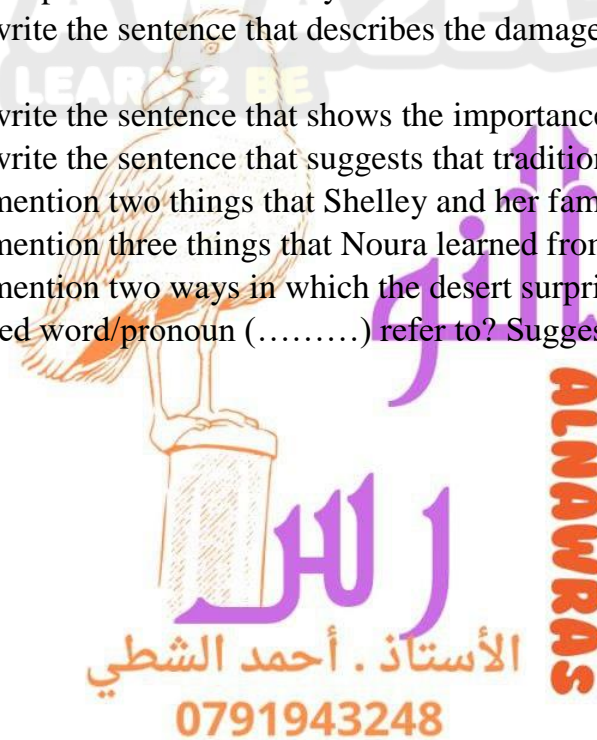 write the sentence that describes the damage
LEARN 2 BE
write the sentence that shows the importance
write the sentence that suggests that tradition
mention two things that Shelley and her fam
mention three things that Noura learned from
mention two ways in which the desert surpri
ed word/pronoun (………) refer to? Sugges
النورس
ALNAWRAS
الأستاذ . أحمد الشطي
0791943248